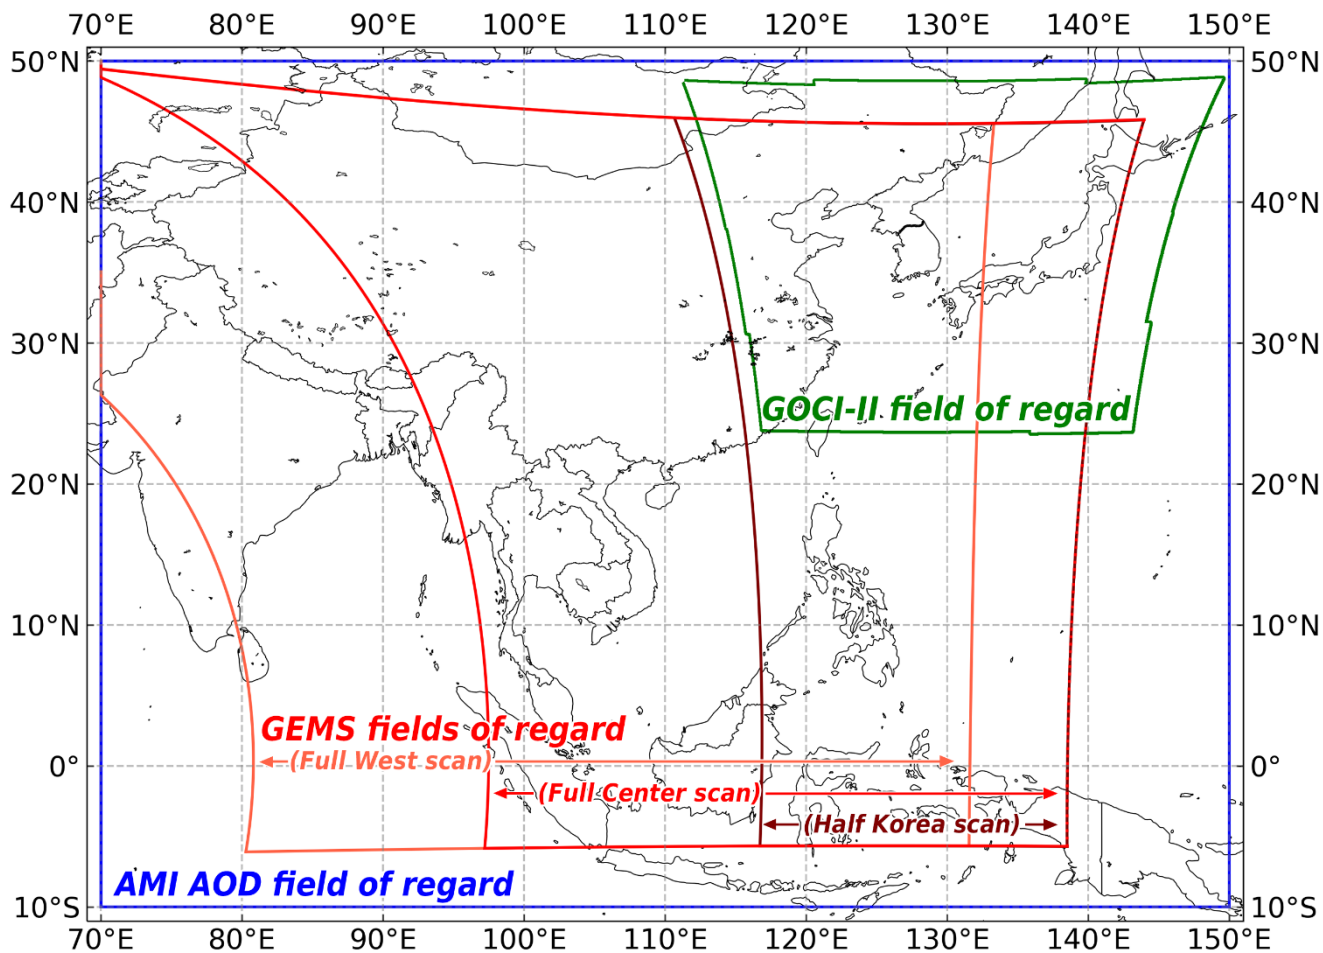 70°E 80°E 90°E 100°E 110°E 120°E 130°E 140°E 150°E
50°N 50°N
40°N 40°N
30°N 30°N
GOCI-II field of regard
20°N 20°N
10°N 10°N
GEMS fields of regard
(Full West scan)
0° 0°
(Full Center scan)
(Half Korea scan)
AMI AOD field of regard
10°S 10°S
70°E 80°E 90°E 100°E 110°E 120°E 130°E 140°E 150°E